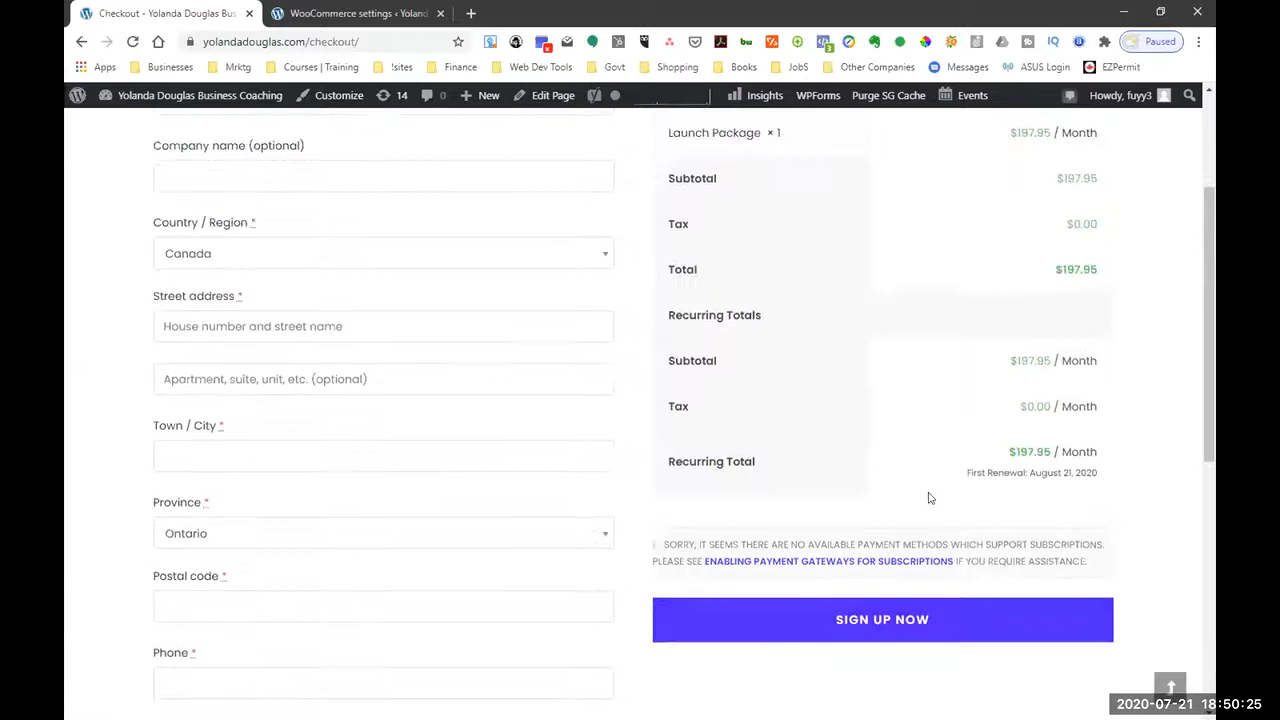 Checkout - Yolanda Douglas Bus
WooCommerce settings ‹ Yoland
yolandadouglas.com/checkout/
Paused
Apps
Businesses
Mrktg
Courses | Training
!sites
Finance
Web Dev Tools
Govt
Shopping
Books
JobS
Other Companies
Messages
ASUS Login
EZPermit
Yolanda Douglas Business Coaching
Customize
14
0
New
Edit Page
Insights
WPForms
Purge SG Cache
Events
Howdy, fuyy3
Launch Package × 1
$197.95 / Month
Company name (optional)
Subtotal
$197.95
Country / Region *
Tax
$0.00
Canada
Total
$197.95
Street address *
Recurring Totals
House number and street name
Subtotal
$197.95 / Month
Apartment, suite, unit, etc. (optional)
Tax
$0.00 / Month
Town / City *
Recurring Total
$197.95 / Month
First Renewal: August 21, 2020
Province *
Ontario
SORRY, IT SEEMS THERE ARE NO AVAILABLE PAYMENT METHODS WHICH SUPPORT SUBSCRIPTIONS.
PLEASE SEE ENABLING PAYMENT GATEWAYS FOR SUBSCRIPTIONS IF YOU REQUIRE ASSISTANCE.
Postal code *
SIGN UP NOW
Phone *
2020-07-21 18:50:25